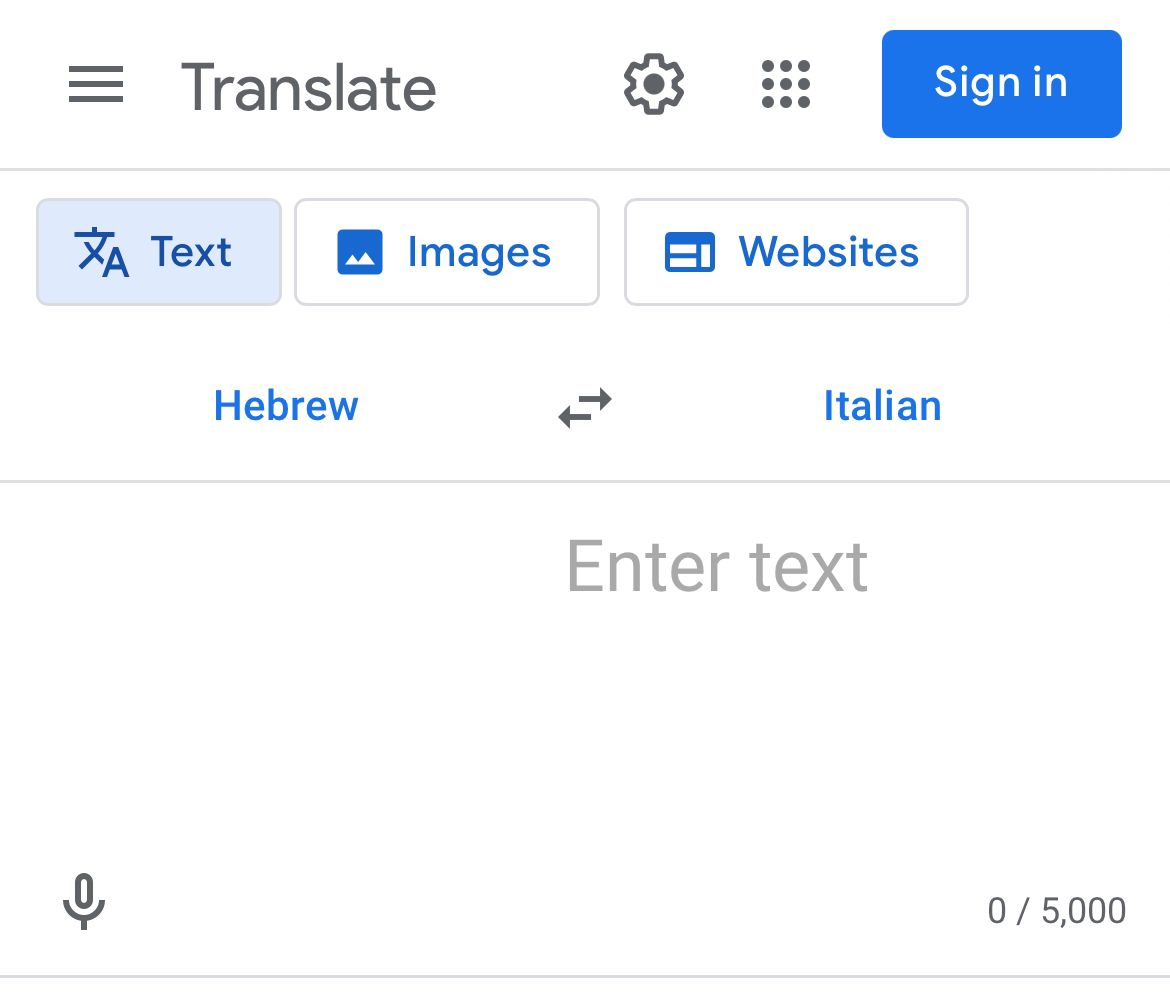 Translate
Sign in
Text
Images
Websites
Hebrew
Italian
Enter text
0 / 5,000